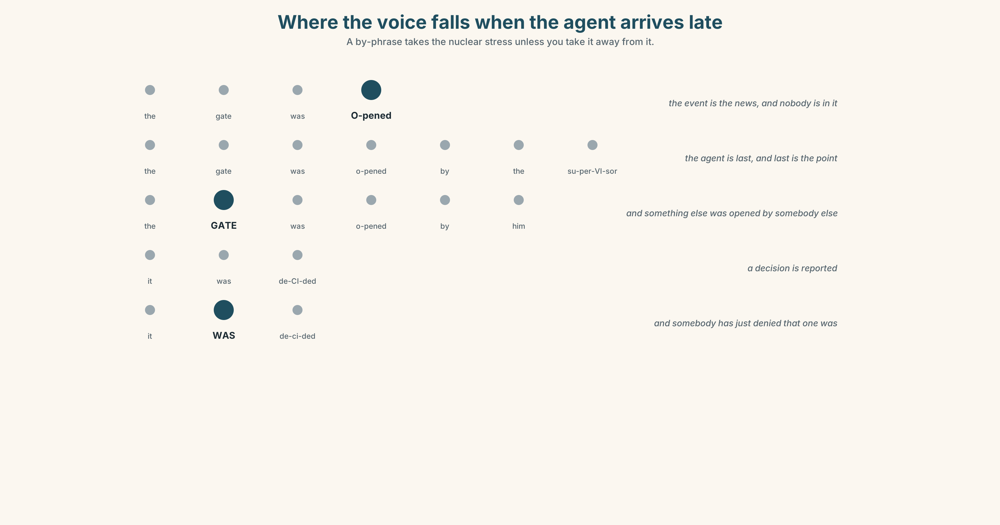 Where the voice falls when the agent arrives late
A by-phrase takes the nuclear stress unless you take it away from it.
the event is the news, and nobody is in it
the gate was O-pened
the agent is last, and last is the point
the gate was o-pened by the su-per-VI-sor
and something else was opened by somebody else
the GATE was o-pened by him
a decision is reported
it was de-CI-ded
and somebody has just denied that one was
it WAS de-ci-ded